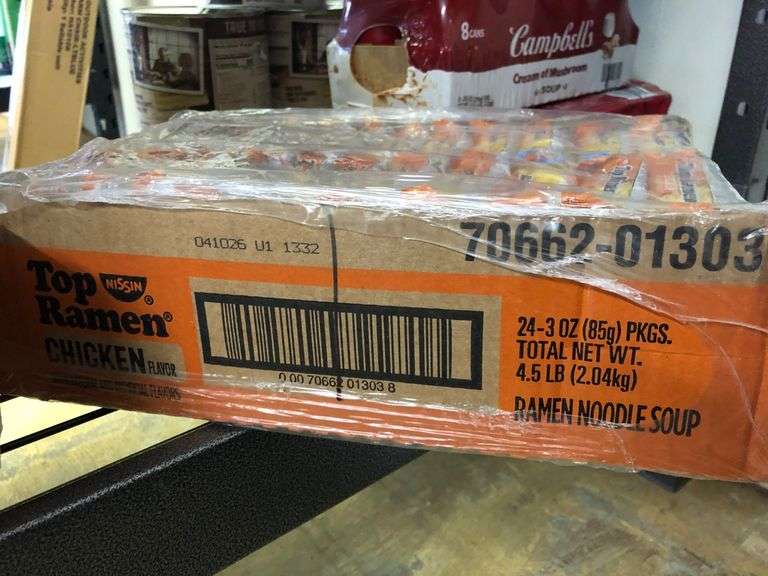 8 CANS
Campbell's
Cream of Mushroom
SOUP
041026 U1 1332
70662-01303
Top
NISSIN
Ramen®
CHICKEN FLAVOR
24-3 OZ (85g) PKGS.
TOTAL NET WT.
4.5 LB (2.04kg)
0 00 70662 01303 8
RAMEN NOODLE SOUP